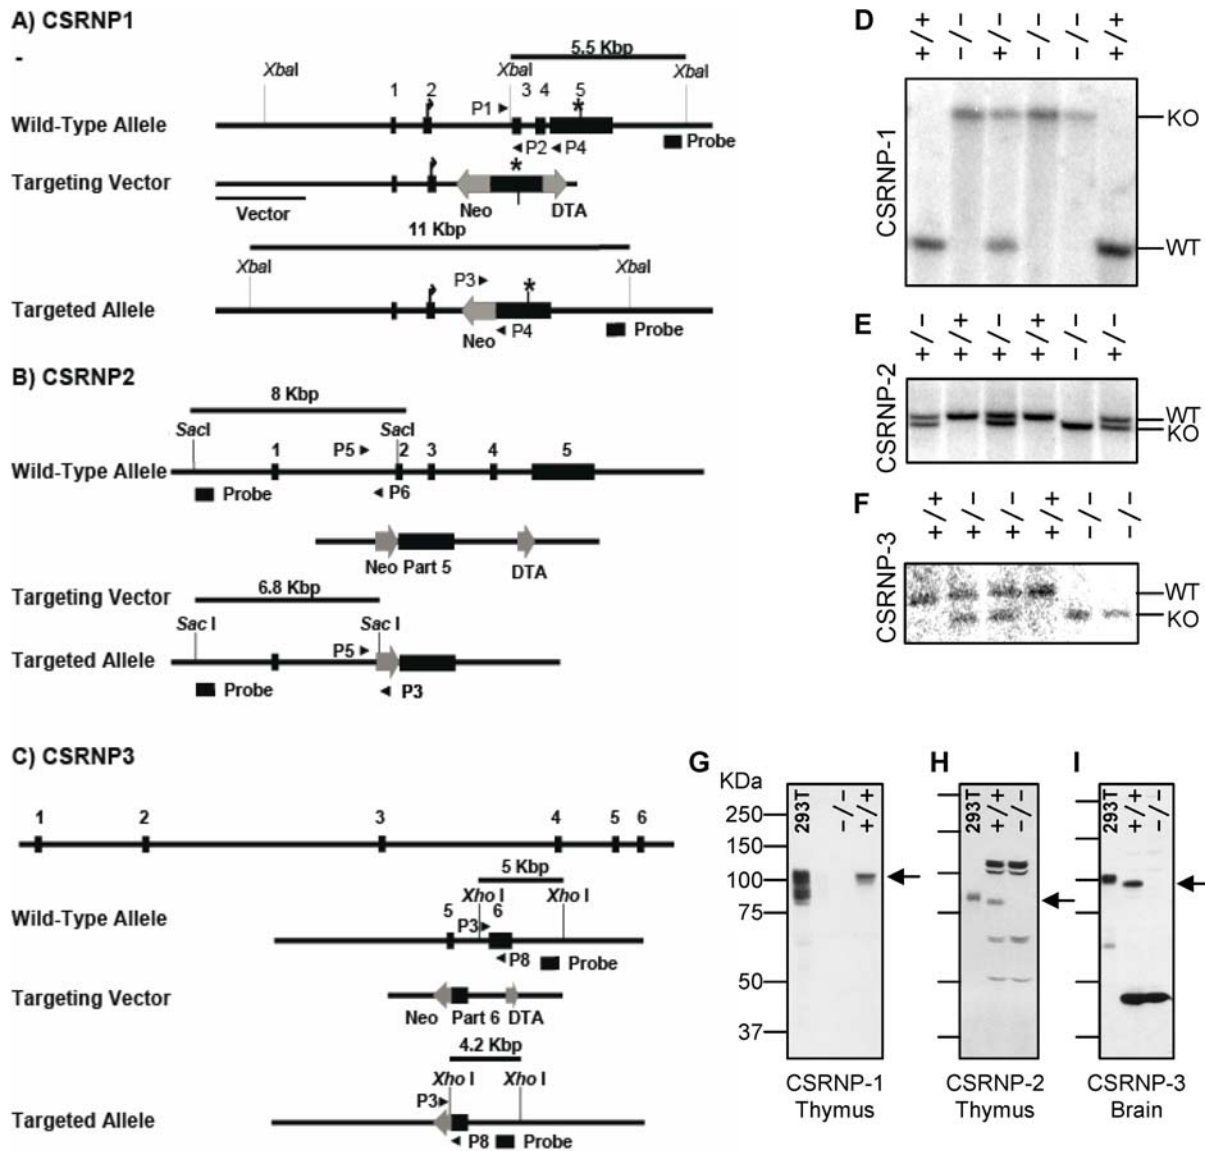 A) CSRNP1
-
5.5 Kbp
XbaI XbaI XbaI
1 2 3 4 5
*
P1
Wild-Type Allele
P2 P4
Probe
*
Targeting Vector
Vector
Neo DTA
11 Kbp
XbaI XbaI
P3 *
Targeted Allele
Neo P4 Probe
B) CSRNP2
8 Kbp
SacI SacI
1 P5 2 3 4 5
Wild-Type Allele
Probe P6
Neo Part 5 DTA
6.8 Kbp
Targeting Vector
Sac I Sac I
P5
Targeted Allele
Probe P3
C) CSRNP3
1 2 3 4 5 6
5 Kbp
Xho I Xho I
Wild-Type Allele
5 P3 6
P8 Probe
Targeting Vector
Neo Part 6 DTA
4.2 Kbp
Xho I Xho I
P3
Targeted Allele
P8 Probe
D
+/+ -/- -/+ -/- -/- +/+
CSRNP-1
KO
WT
E
-/+ +/+ -/+ +/+ -/- -/+
CSRNP-2
WT
KO
F
+/+ -/+ -/+ +/+ -/- -/-
CSRNP-3
WT
KO
G
KDa
250
150
100
75
50
37
293T -/- +/+
CSRNP-1
Thymus
H
293T +/+ -/-
CSRNP-2
Thymus
I
293T +/+ -/-
CSRNP-3
Brain